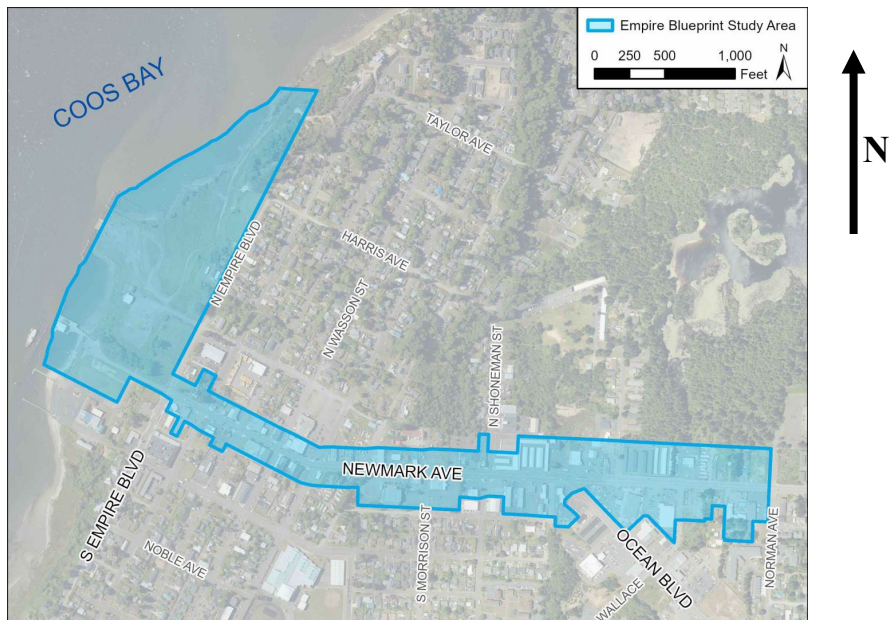 Empire Blueprint Study Area
0 250 500 1,000
Feet
N
N
COOS BAY
TAYLOR AVE
HARRIS AVE
N EMPIRE BLVD
N WASSON ST
N SHONEMAN ST
NEWMARK AVE
S EMPIRE BLVD
NOBLE AVE
S MORRISON ST
OCEAN BLVD
WALLACE
NORMAN AVE